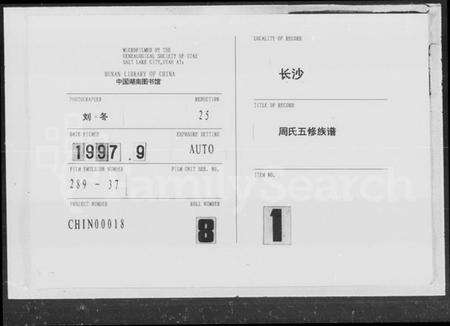 MICROFILMED BY THE
GENEALOGICAL SOCIETY OF UTAH
SALT LAKE CITY, UTAH AT:
HUNAN LIBRARY OF CHINA
中国湖南图书馆
PHOTOGRAPHER
REDUCTION
刘·冬
25
DATE FILMED
EXPOSURE SETTING
1997.9
AUTO
FILM EMULSION NUMBER
FILM UNIT SER. NO.
289 - 37
PROJECT NUMBER
ROLL NUMBER
CHIN00018
8
LOCALITY OF RECORD
长沙
TITLE OF RECORD
周氏五修族谱
ITEM NO.
1
FamilySearch